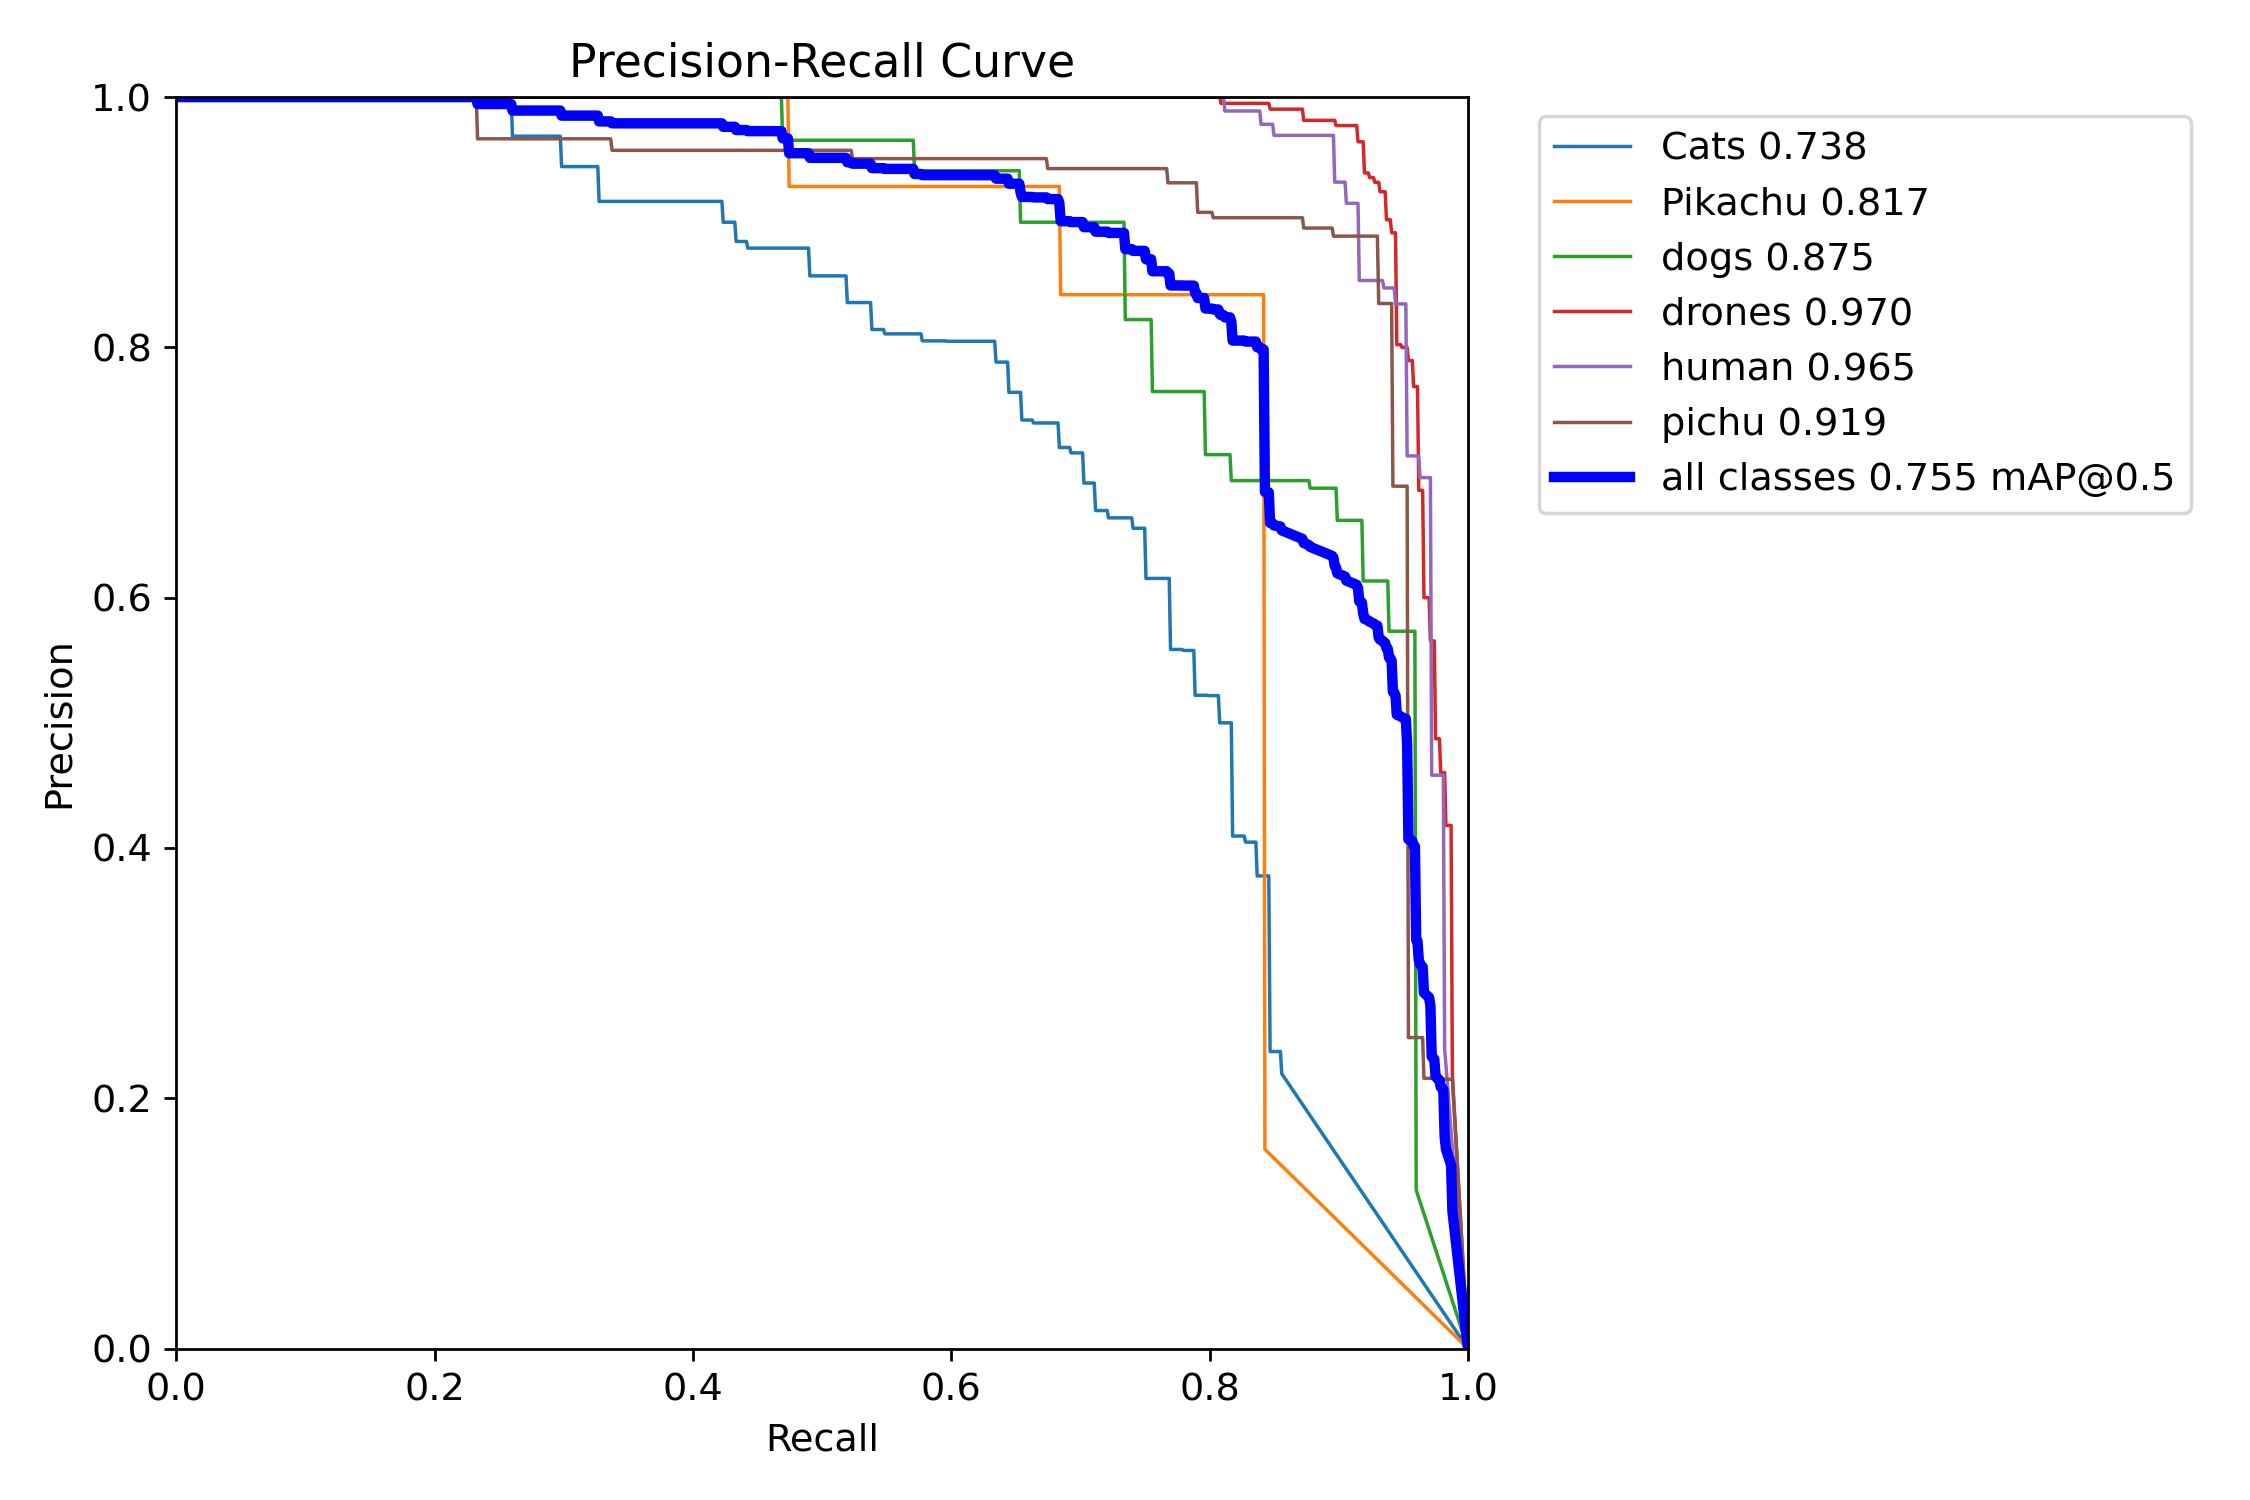 Precision-Recall Curve
1.0
0.8
0.6
0.4
0.2
0.0
Precision
0.0 0.2 0.4 0.6 0.8 1.0
Recall
Cats 0.738
Pikachu 0.817
dogs 0.875
drones 0.970
human 0.965
pichu 0.919
all classes 0.755 mAP@0.5